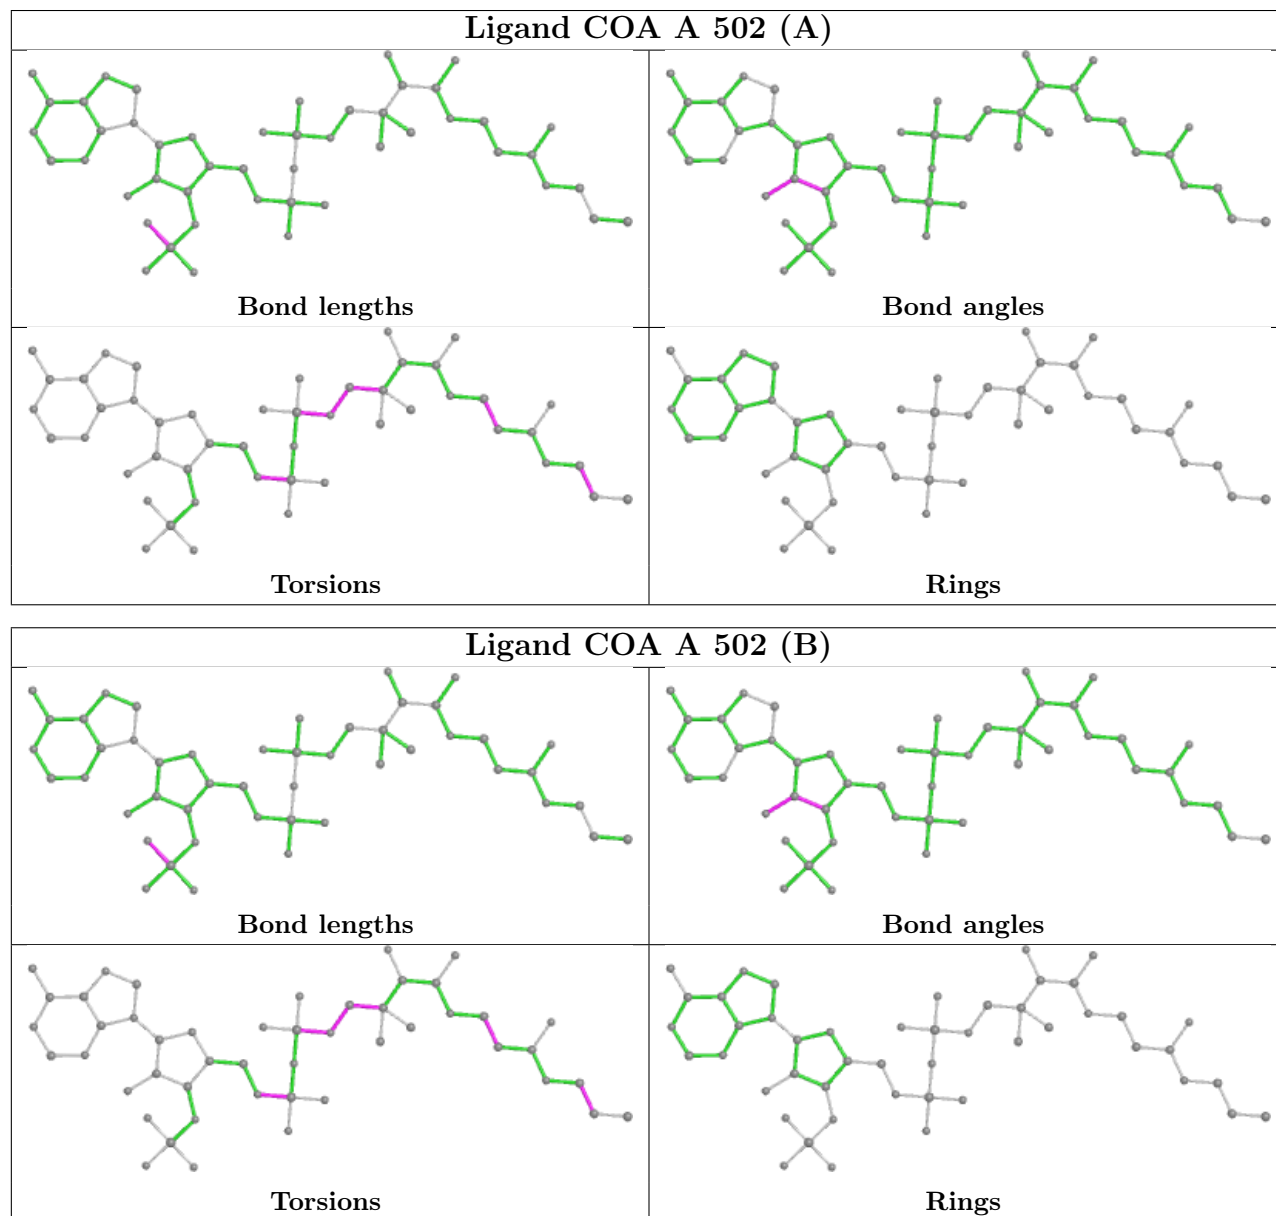 Ligand COA A 502 (A)
Bond lengths
Bond angles
Torsions
Rings
Ligand COA A 502 (B)
Bond lengths
Bond angles
Torsions
Rings